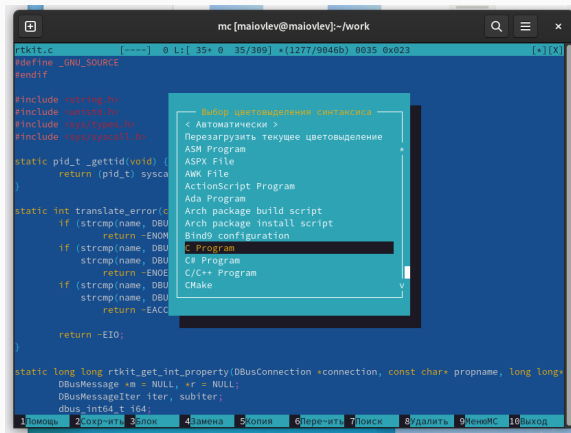 mc [maiovlev@maiovlev]:~/work
rtkit.c [----] 0 L:[ 35+ 0 35/309] *(1277/9046b) 0035 0x023 [*][X]
#define _GNU_SOURCE
#endif
#include <string.h>
#include
#include <sys/types.h>
#include <sys/syscall.h>
static pid_t _gettid(void) {
return (pid_t) sysca
}
static int translate_error(c
if (strcmp(name, DBU
return -ENOM
if (strcmp(name, DBU
strcmp(name, DBU
return -ENOE
if (strcmp(name, DBU
strcmp(name, DBU
return -EACC
return -EIO;
}
static long long rtkit_get_int_property(DBusConnection *connection, const char* propname, long long*
DBusMessage *m = NULL, *r = NULL;
DBusMessageIter iter, subiter;
dbus_int64_t i64;
Выбор цветовыделения синтаксиса
< Автоматически >
Перезагрузить текущее цветовыделение
ASM Program
ASPX File
AWK File
ActionScript Program
Ada Program
Arch package build script
Arch package install script
Bind9 configuration
C Program
C# Program
C/C++ Program
CMake
1Помощь 2Сохр~ить 3Блок 4Замена 5Копия 6Пере~ить 7Поиск 8Удалить 9МенюMC 10Выход